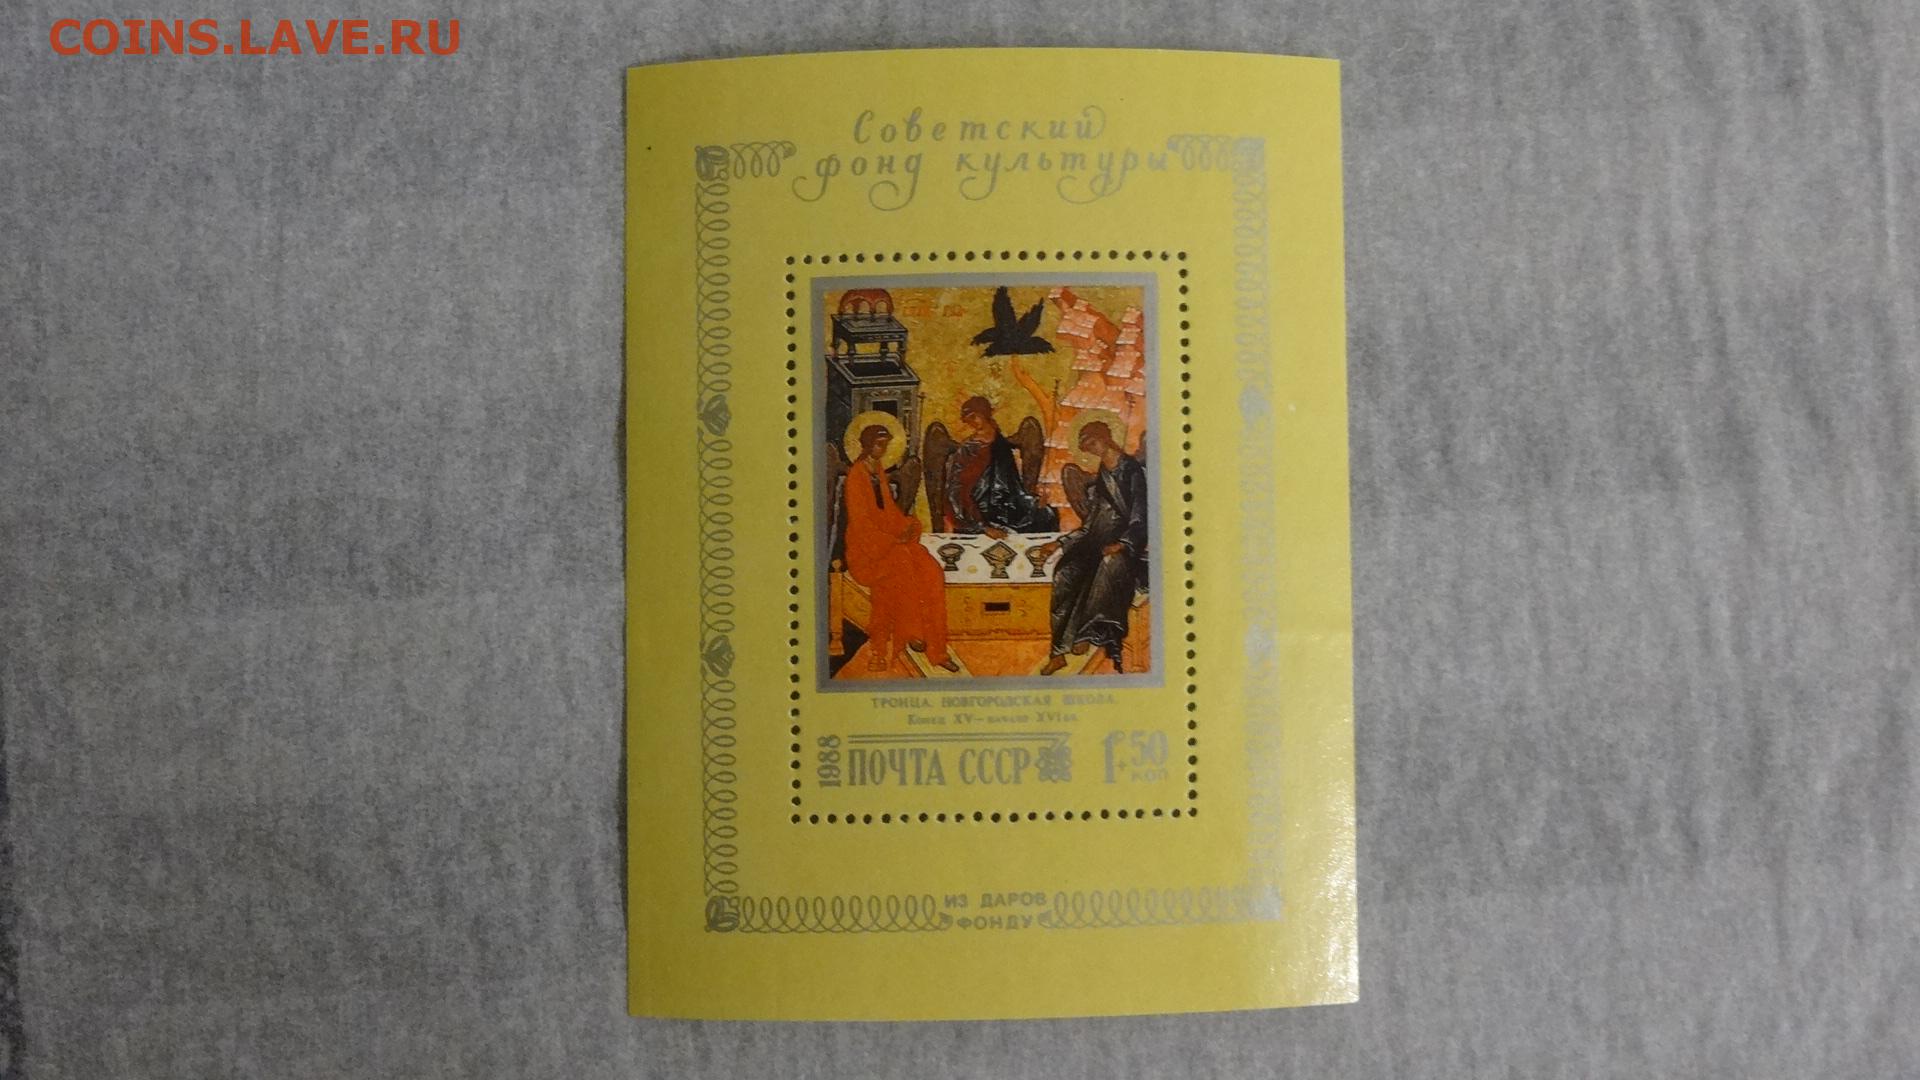 COINS.LAVE.RU
Советский
фонд культуры
ТРОИЦА. НОВГОРОДСКАЯ ШКОЛА.
Конец XV — начало XVI вв.
1988
ПОЧТА СССР
1р+50
коп
ИЗ ДАРОВ
ФОНДУ